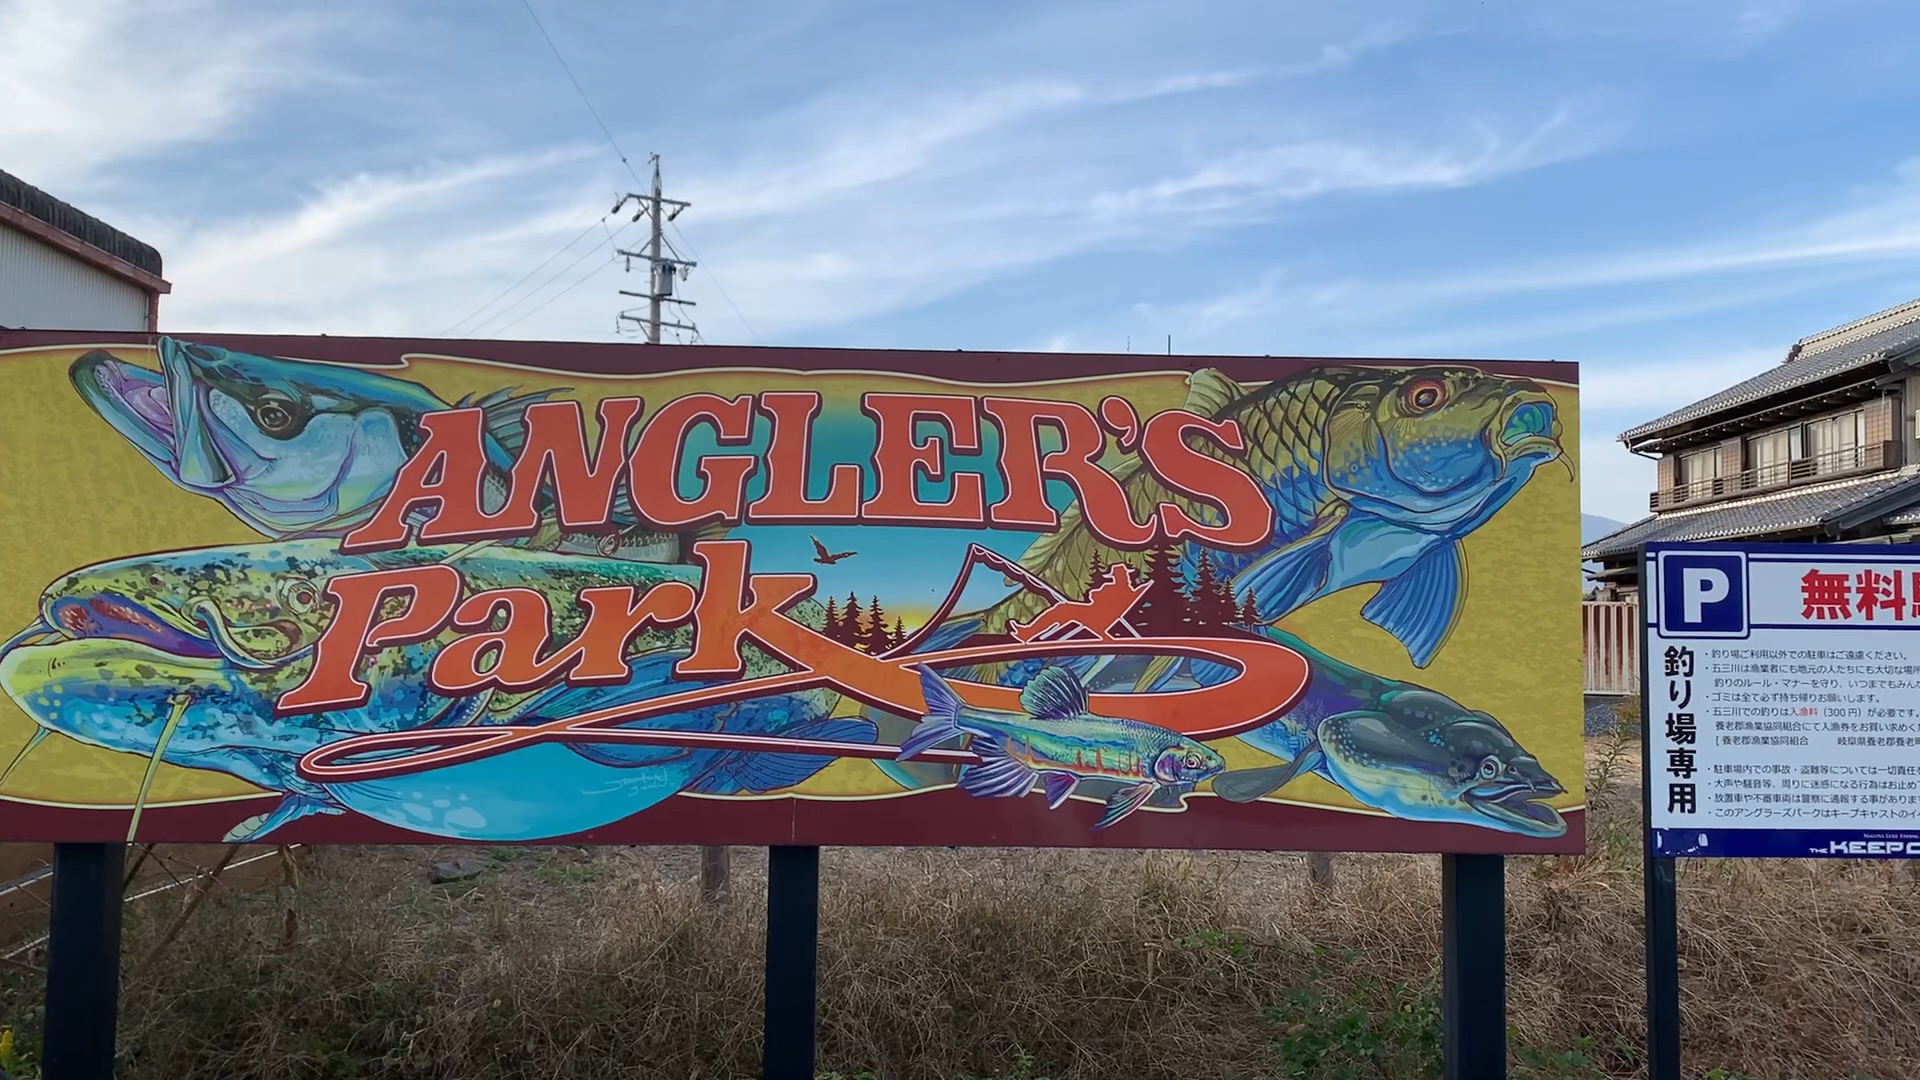 ANGLER'S
Park
P
無料
釣り場専用
・釣り場ご利用以外での駐車はご遠慮ください。
・五三川は漁業者にも地元の人たちにも大切な場所
釣りのルール・マナーを守り、いつまでもみん
・ゴミは全て必ず持ち帰りお願いします。
・五三川での釣りは入漁料（300円）が必要です。
養老郡漁業協同組合にて入漁券をお買い求めく
[ 養老郡漁業協同組合 岐阜県養老郡養老
・駐車場内での事故・盗難等については一切責任
・大声や騒音等、周りに迷惑になる行為はお止め
・放置車や不審車両は警察に通報する事があり
・このアングラーズパークはキープキャストのイ
THE KEEP